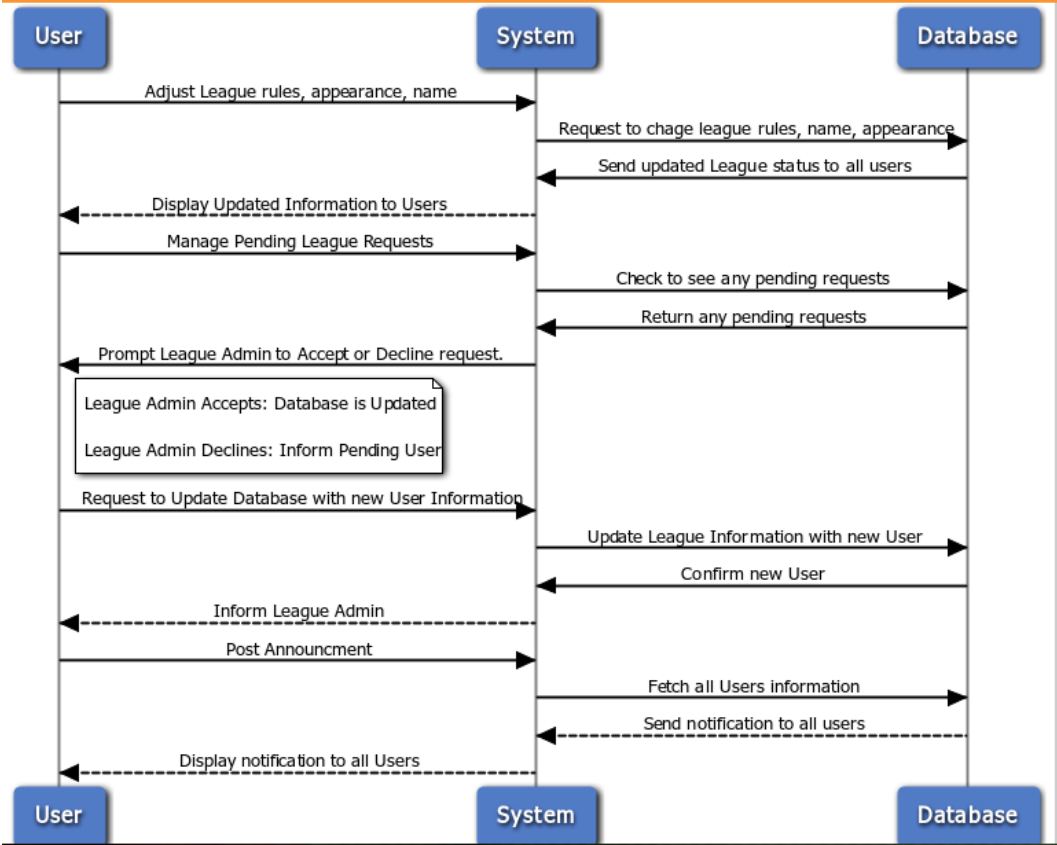 User System Database
Adjust League rules, appearance, name
Request to chage league rules, name, appearance
Send updated League status to all users
Display Updated Information to Users
Manage Pending League Requests
Check to see any pending requests
Return any pending requests
Prompt League Admin to Accept or Decline request.
League Admin Accepts: Database is Updated
League Admin Declines: Inform Pending User
Request to Update Database with new User Information
Update League Information with new User
Confirm new User
Inform League Admin
Post Announcment
Fetch all Users information
Send notification to all users
Display notification to all Users
User System Database